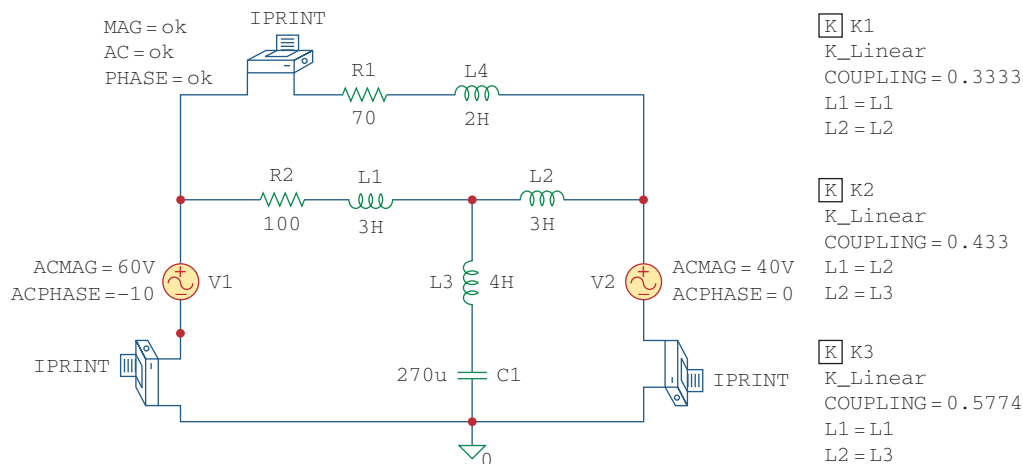 IPRINT
MAG=ok
AC=ok
PHASE=ok
R1
L4
70
2H
R2
L1
L2
100
3H
3H
ACMAG=60V
ACPHASE=-10
V1
L3
4H
V2
ACMAG=40V
ACPHASE=0
IPRINT
270u
C1
IPRINT
0
K K1
K_Linear
COUPLING=0.3333
L1=L1
L2=L2
K K2
K_Linear
COUPLING=0.433
L1=L2
L2=L3
K K3
K_Linear
COUPLING=0.5774
L1=L1
L2=L3